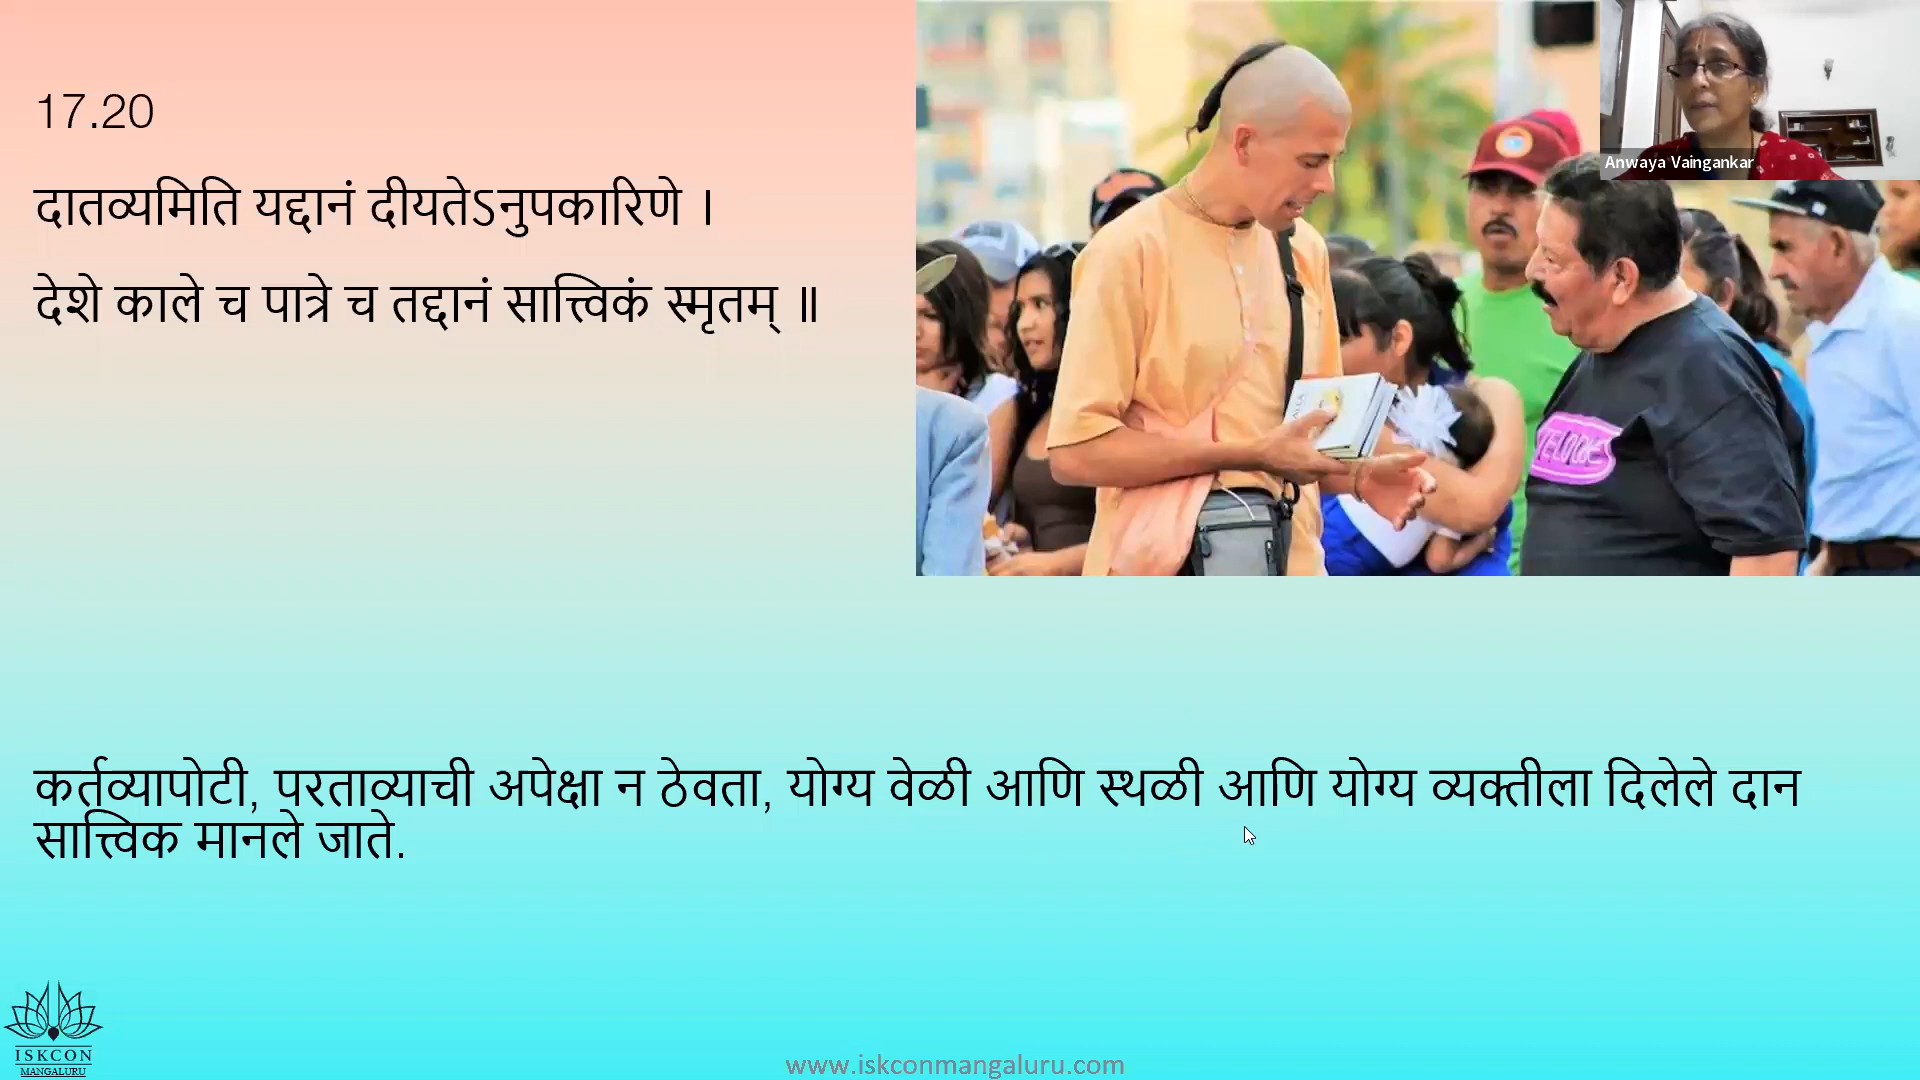 17.20
दातव्यमिति यद्दानं दीयतेऽनुपकारिणे ।
देशे काले च पात्रे च तद्दानं सात्त्विकं स्मृतम् ॥
Anwaya Vaingankar
कर्तव्यापोटी, परताव्याची अपेक्षा न ठेवता, योग्य वेळी आणि स्थळी आणि योग्य व्यक्तीला दिलेले दान
सात्त्विक मानले जाते.
ISKCON
MANGALURU
www.iskconmangaluru.com